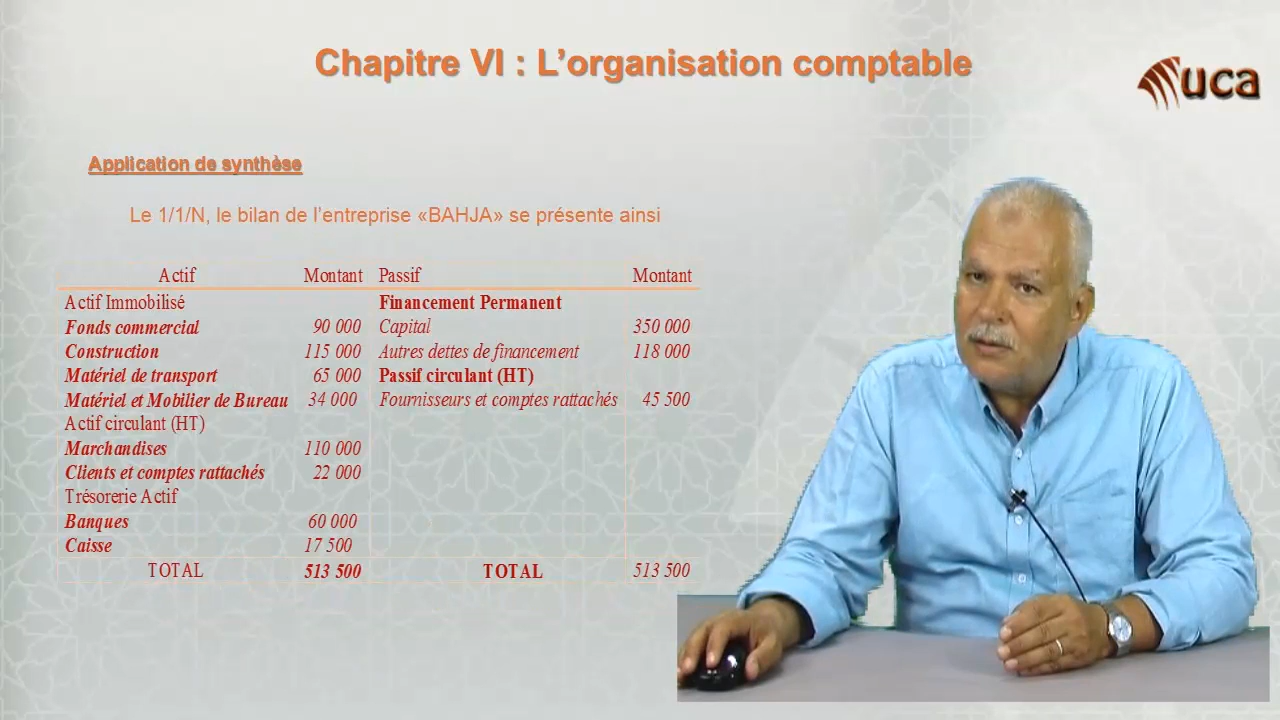 Chapitre VI : L'organisation comptable
uca
Application de synthèse
Le 1/1/N, le bilan de l'entreprise «BAHJA» se présente ainsi
Actif Montant Passif Montant
Actif Immobilisé Financement Permanent
Fonds commercial 90 000 Capital 350 000
Construction 115 000 Autres dettes de financement 118 000
Matériel de transport 65 000 Passif circulant (HT)
Matériel et Mobilier de Bureau 34 000 Fournisseurs et comptes rattachés 45 500
Actif circulant (HT)
Marchandises 110 000
Clients et comptes rattachés 22 000
Trésorerie Actif
Banques 60 000
Caisse 17 500
TOTAL 513 500 TOTAL 513 500